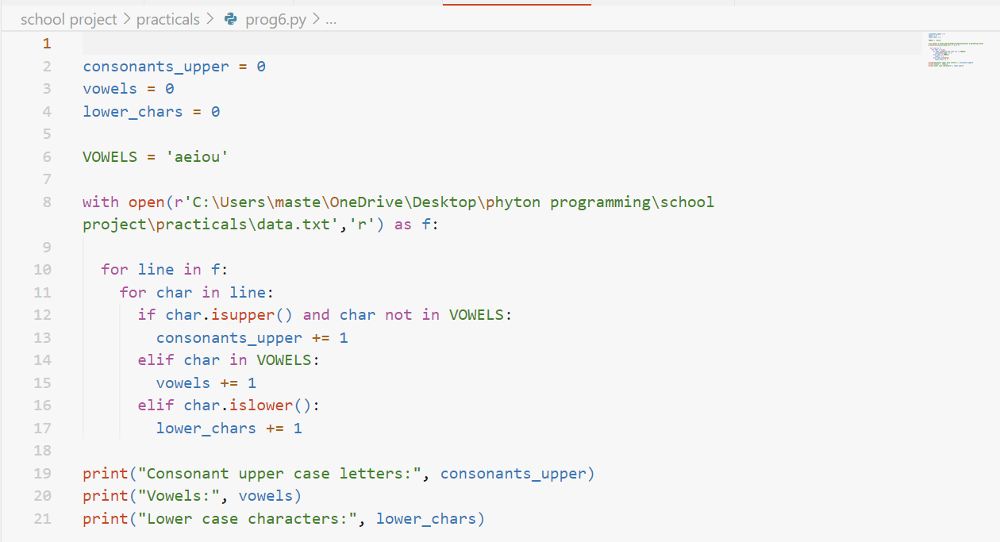 school project > practicals > prog6.py > ...
1
2 consonants_upper = 0
3 vowels = 0
4 lower_chars = 0
5
6 VOWELS = 'aeiou'
7
8 with open(r'C:\Users\maste\OneDrive\Desktop\phyton programming\school
project\practicals\data.txt','r') as f:
9
10   for line in f:
11     for char in line:
12       if char.isupper() and char not in VOWELS:
13         consonants_upper += 1
14       elif char in VOWELS:
15         vowels += 1
16       elif char.islower():
17         lower_chars += 1
18
19 print("Consonant upper case letters:", consonants_upper)
20 print("Vowels:", vowels)
21 print("Lower case characters:", lower_chars)